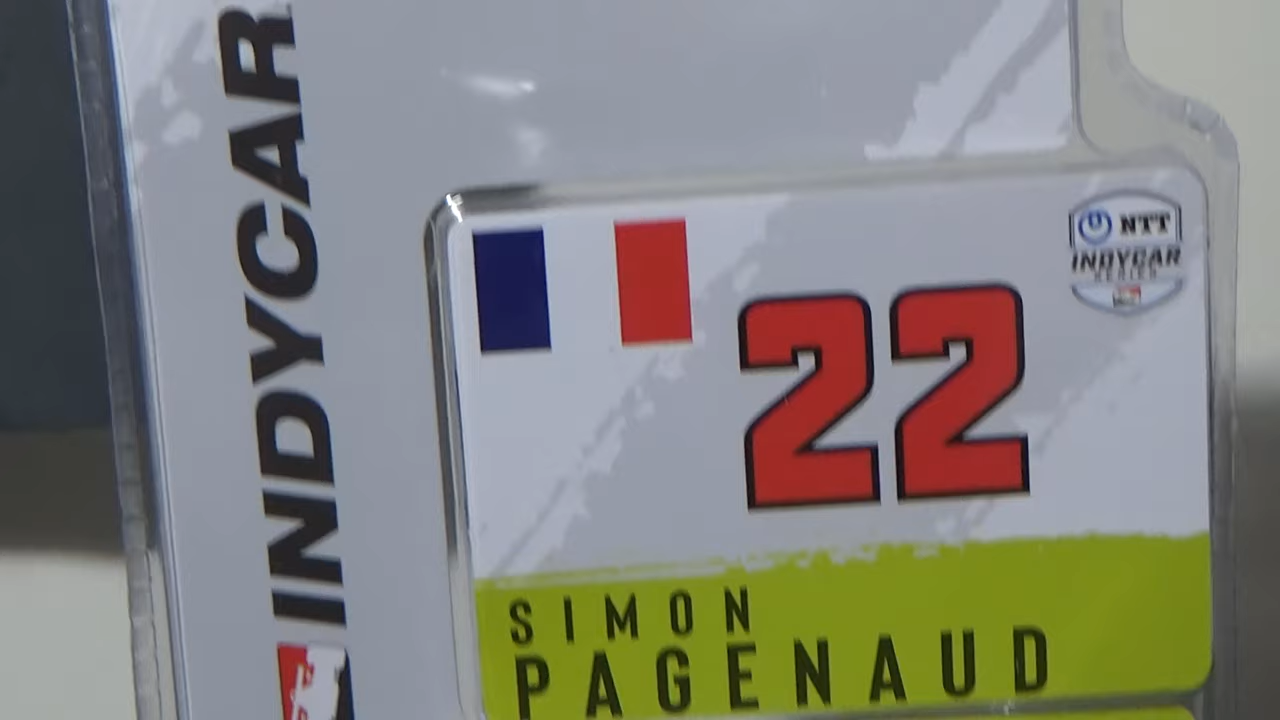 INDYCAR
NTT
INDYCAR
SERIES
22
SIMON
PAGENAUD